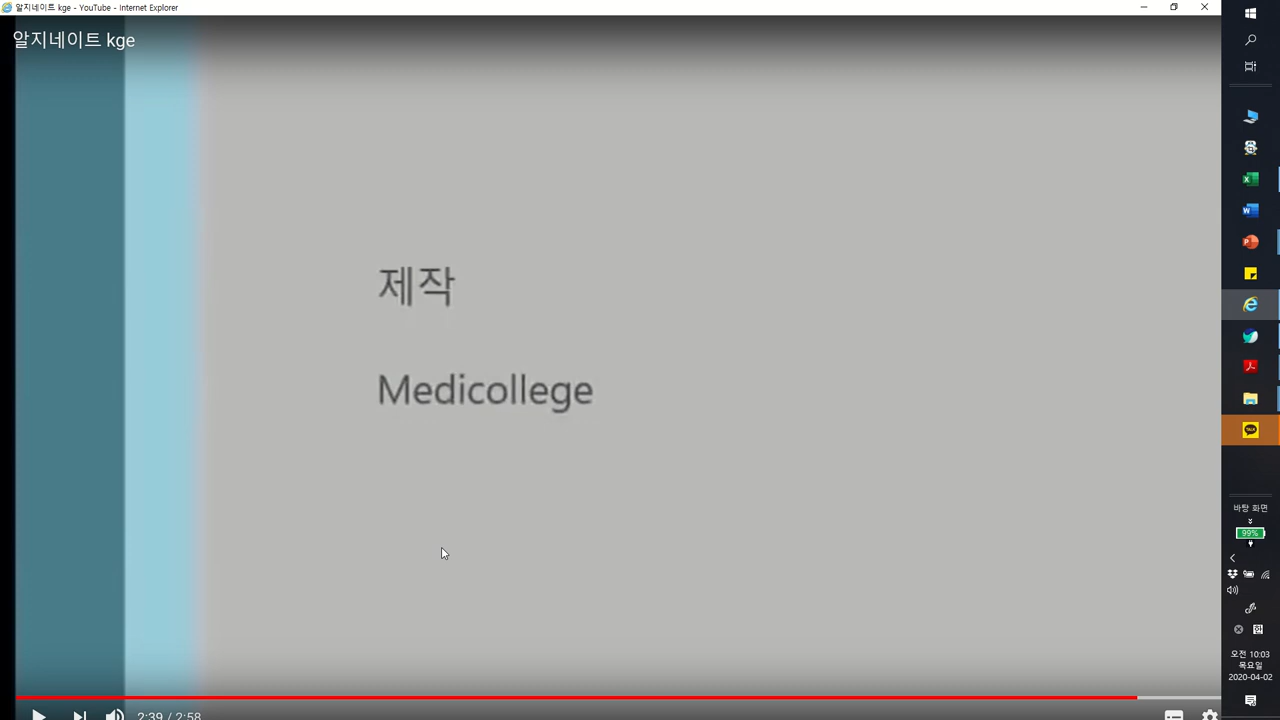 알지네이트 kge - YouTube - Internet Explorer
알지네이트 kge
제작
Medicollege
바탕 화면
99%
오전 10:03
목요일
2020-04-02
2:39 / 2:58